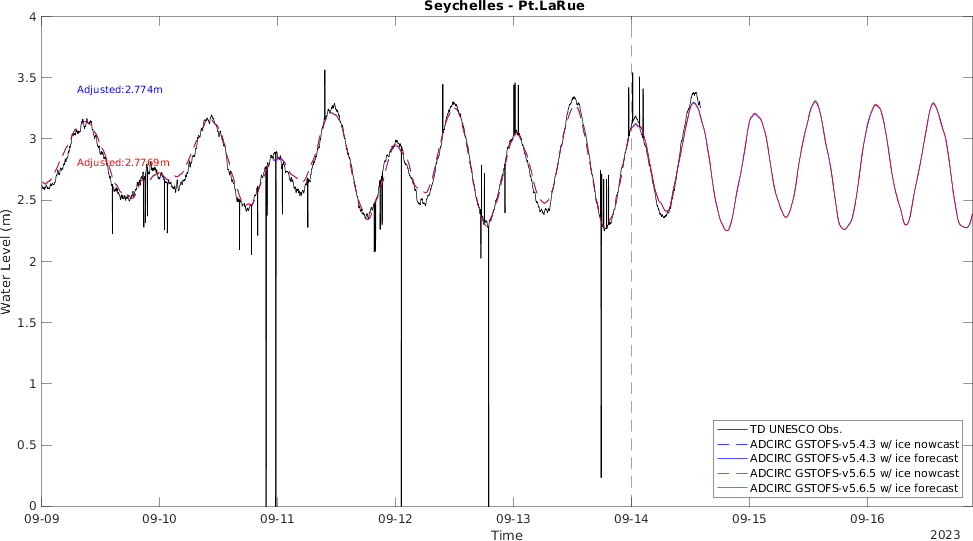 Seychelles - Pt.LaRue
4
3.5
3
2.5
2
1.5
1
0.5
0
Water Level (m)
Adjusted:2.774m
Adjusted:2.7769m
TD UNESCO Obs.
ADCIRC GSTOFS-v5.4.3 w/ ice nowcast
ADCIRC GSTOFS-v5.4.3 w/ ice forecast
ADCIRC GSTOFS-v5.6.5 w/ ice nowcast
ADCIRC GSTOFS-v5.6.5 w/ ice forecast
09-09 09-10 09-11 09-12 09-13 09-14 09-15 09-16
Time
2023